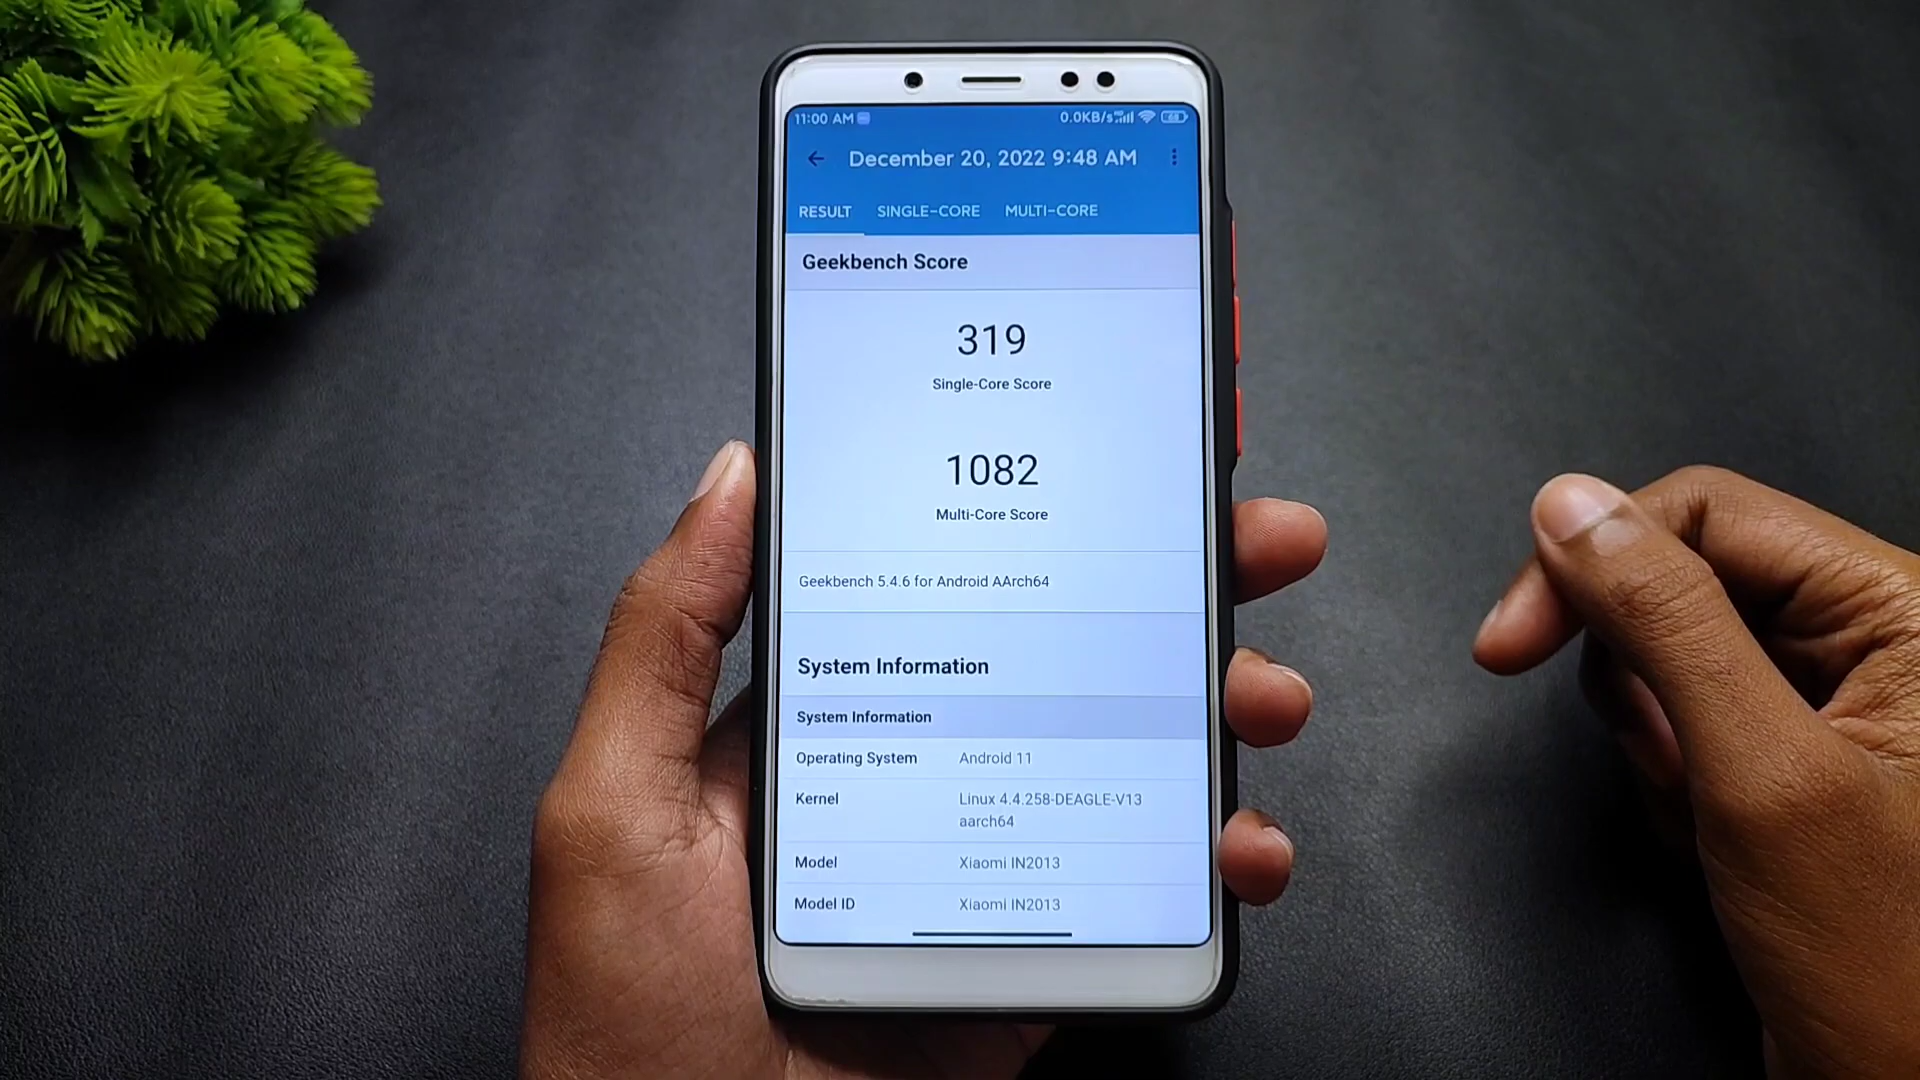 11:00 AM 0.0KB/s
December 20, 2022 9:48 AM
RESULT SINGLE-CORE MULTI-CORE
Geekbench Score
319
Single-Core Score
1082
Multi-Core Score
Geekbench 5.4.6 for Android AArch64
System Information
System Information
Operating System Android 11
Kernel Linux 4.4.258-DEAGLE-V13
aarch64
Model Xiaomi IN2013
Model ID Xiaomi IN2013